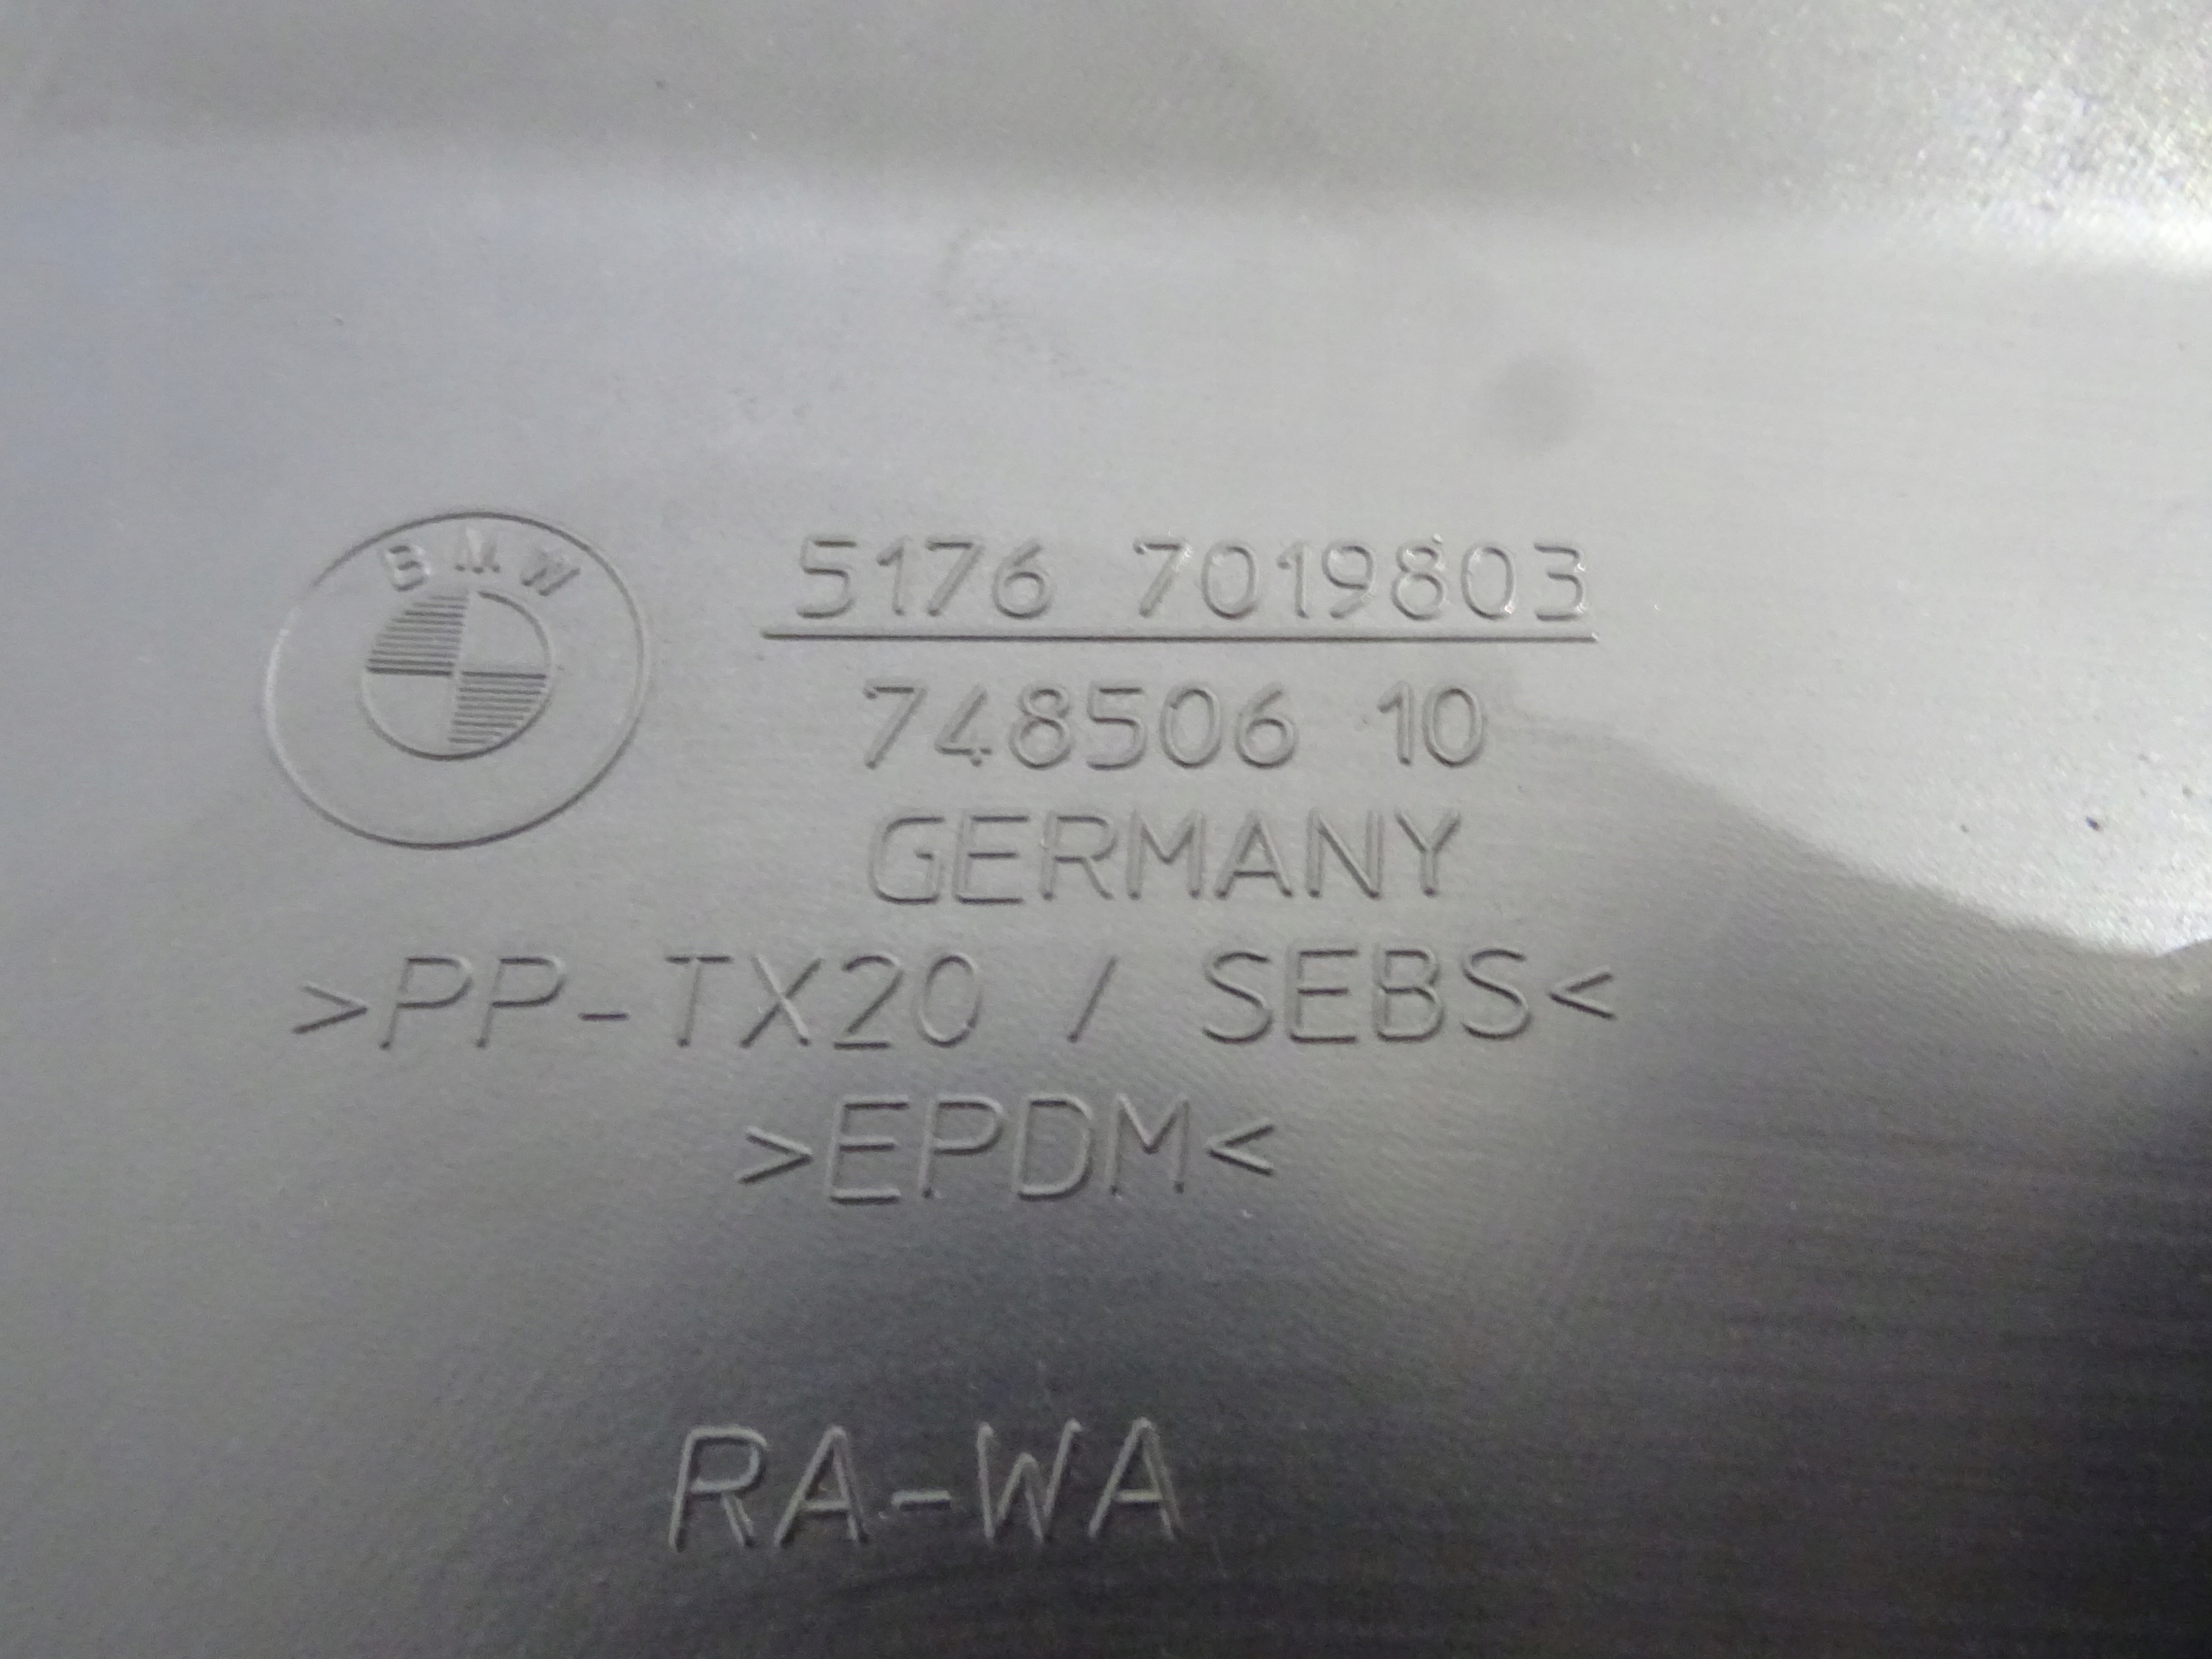 BMW
5176 7019803
748506 10
GERMANY
>PP-TX20 / SEBS<
>EPDM<
RA-WA